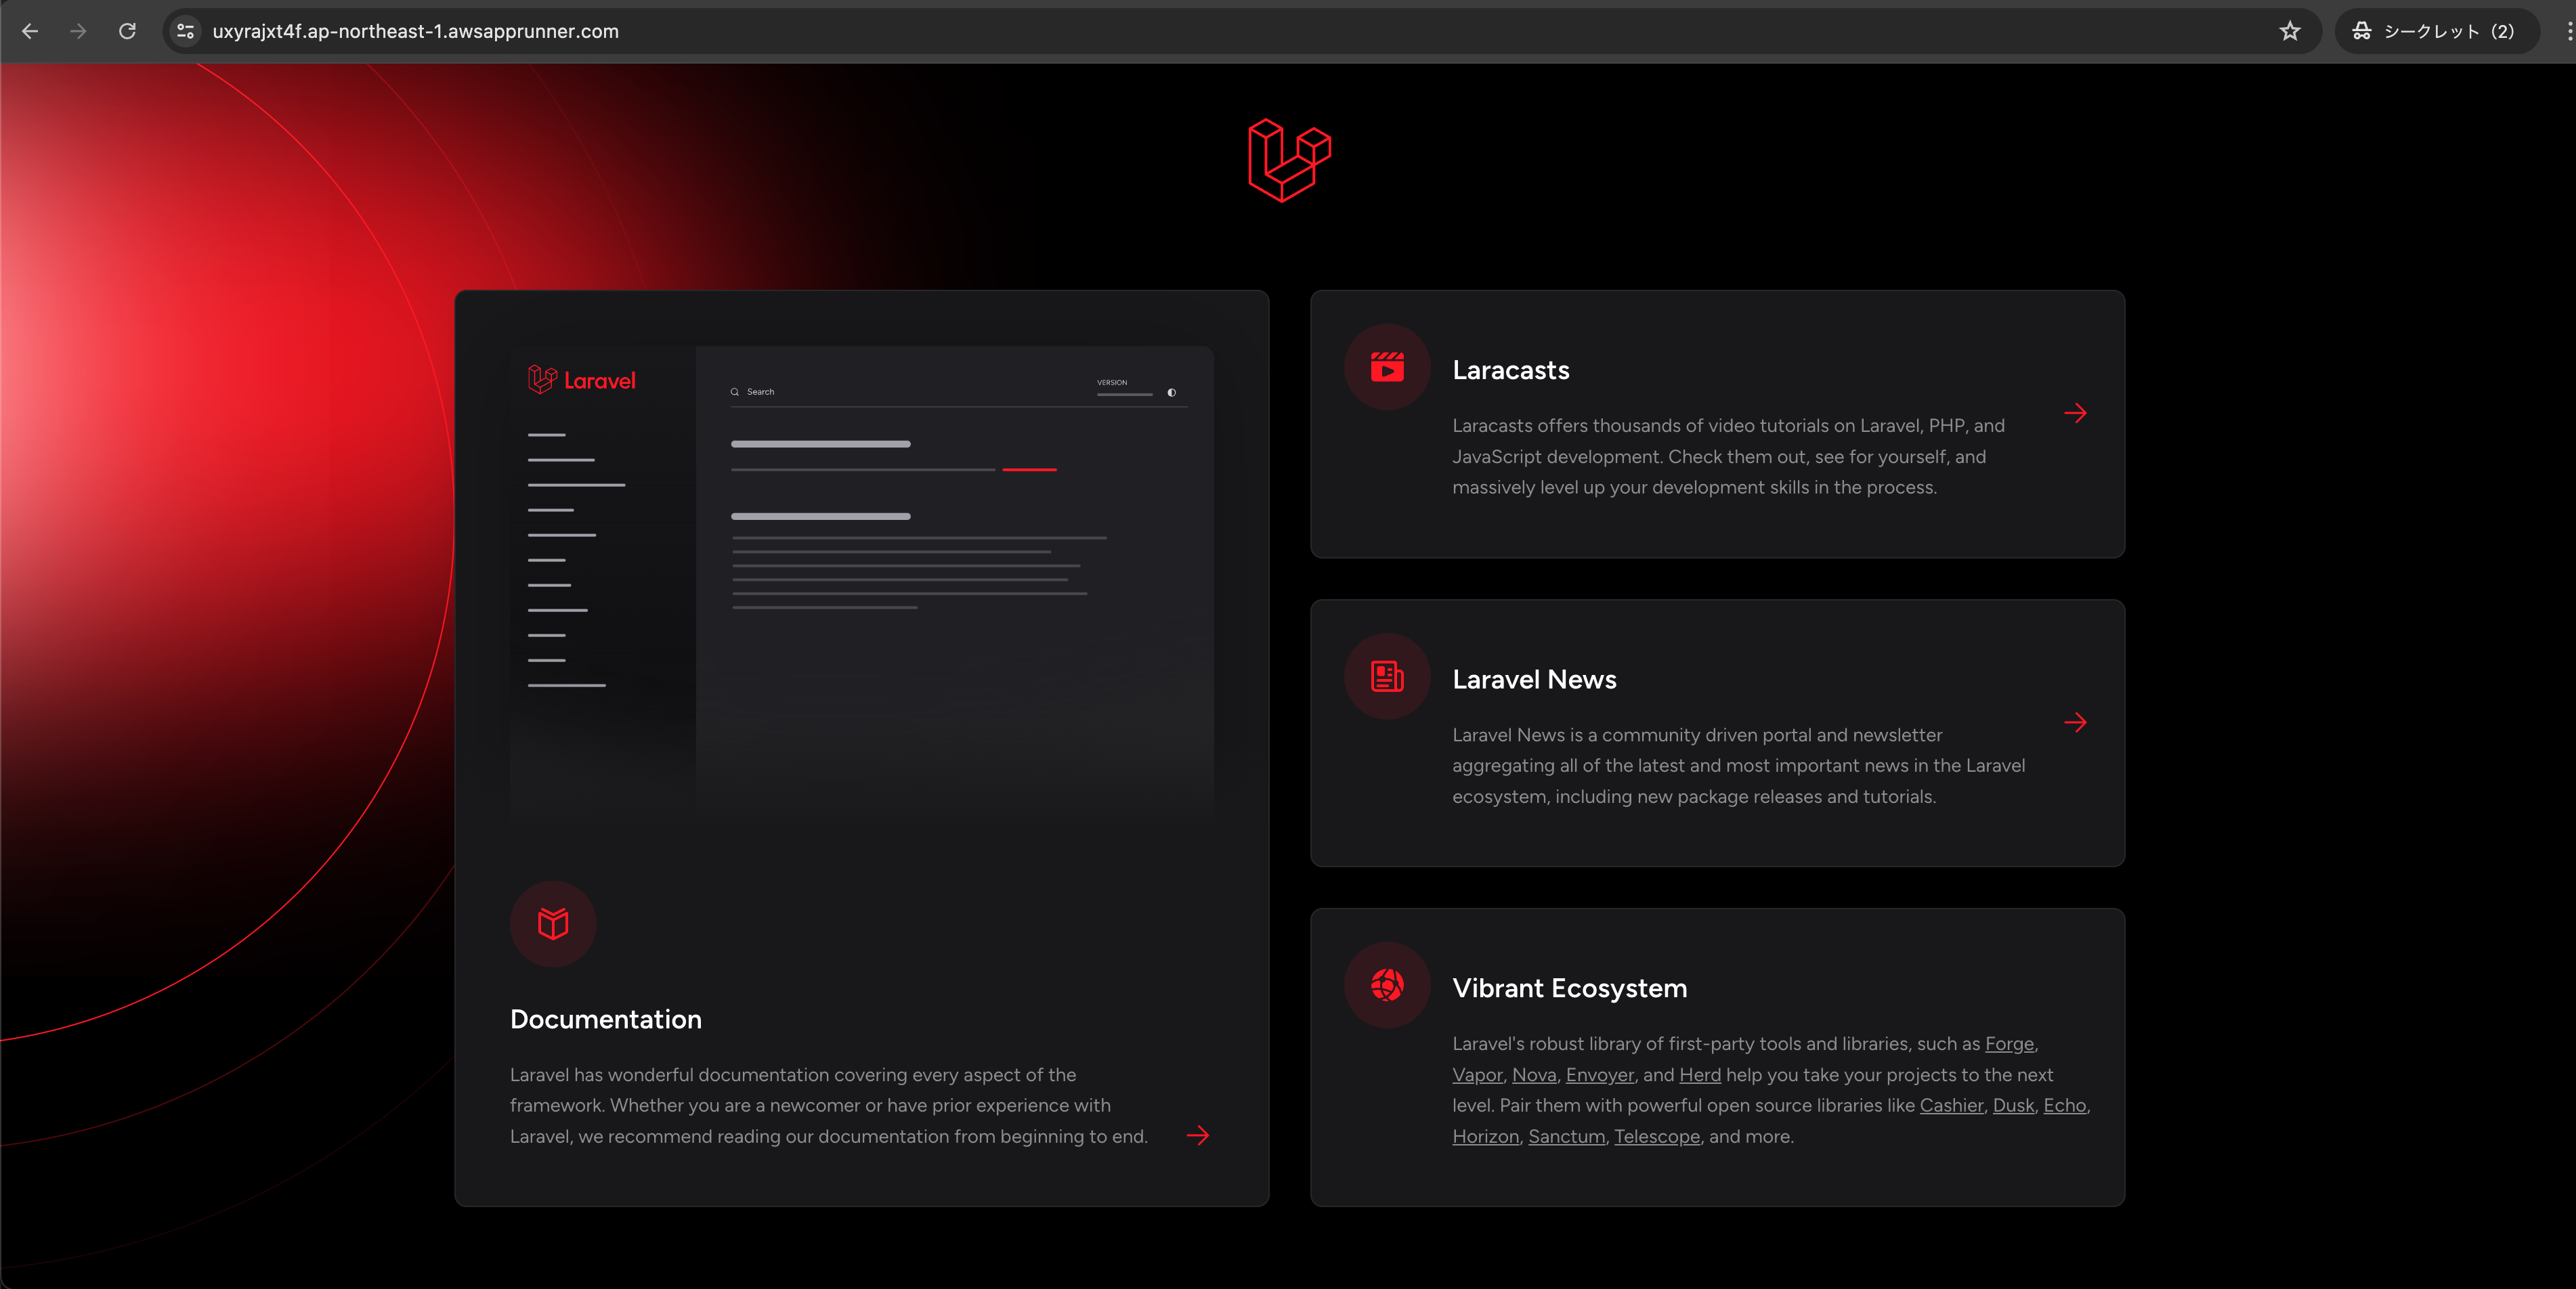 uxyrajxt4f.ap-northeast-1.awsapprunner.com
シークレット (2)
Laravel
Search
VERSION
Documentation
Laravel has wonderful documentation covering every aspect of the
framework. Whether you are a newcomer or have prior experience with
Laravel, we recommend reading our documentation from beginning to end.
Laracasts
Laracasts offers thousands of video tutorials on Laravel, PHP, and
JavaScript development. Check them out, see for yourself, and
massively level up your development skills in the process.
Laravel News
Laravel News is a community driven portal and newsletter
aggregating all of the latest and most important news in the Laravel
ecosystem, including new package releases and tutorials.
Vibrant Ecosystem
Laravel's robust library of first-party tools and libraries, such as Forge,
Vapor, Nova, Envoyer, and Herd help you take your projects to the next
level. Pair them with powerful open source libraries like Cashier, Dusk, Echo,
Horizon, Sanctum, Telescope, and more.